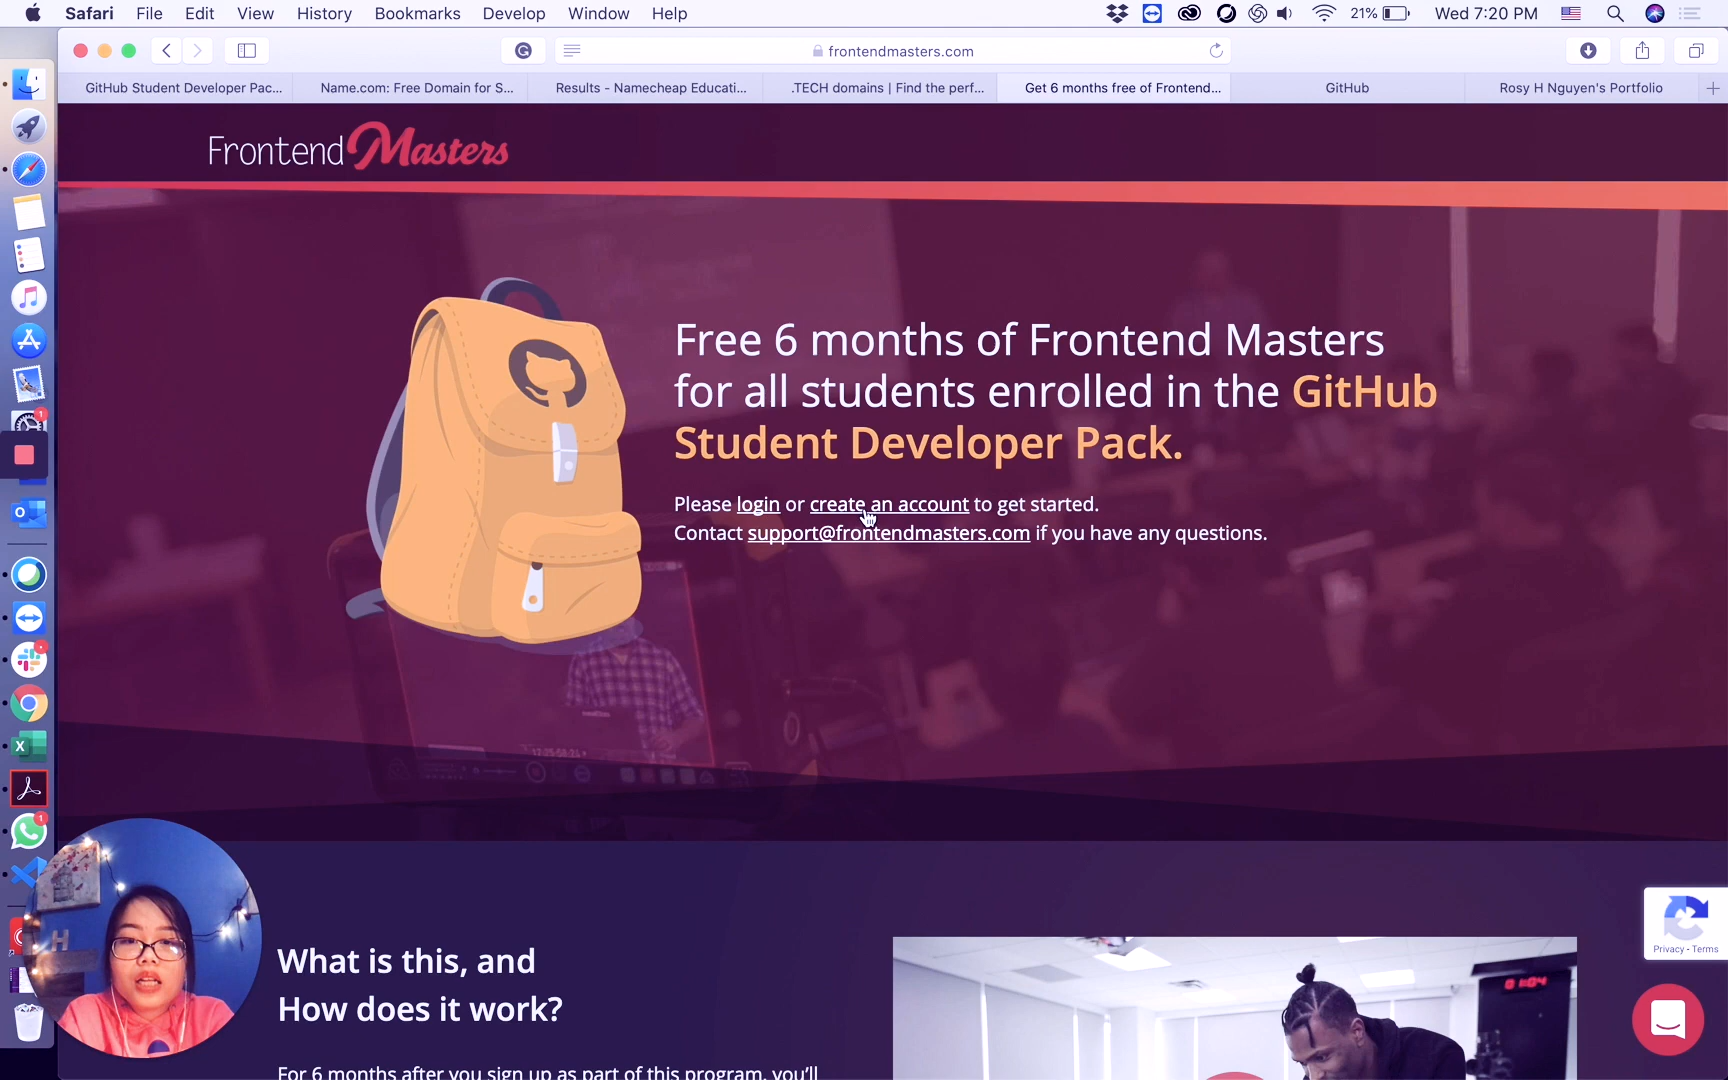 Safari File Edit View History Bookmarks Develop Window Help 21% Wed 7:20 PM
frontendmasters.com
GitHub Student Developer Pac... Name.com: Free Domain for S... Results - Namecheap Educati... .TECH domains | Find the perf... Get 6 months free of Frontend... GitHub Rosy H Nguyen's Portfolio
Frontend Masters
Free 6 months of Frontend Masters
for all students enrolled in the GitHub
Student Developer Pack.
Please login or create an account to get started.
Contact support@frontendmasters.com if you have any questions.
What is this, and
How does it work?
For 6 months after you sign up as part of this program, you'll
Privacy - Terms